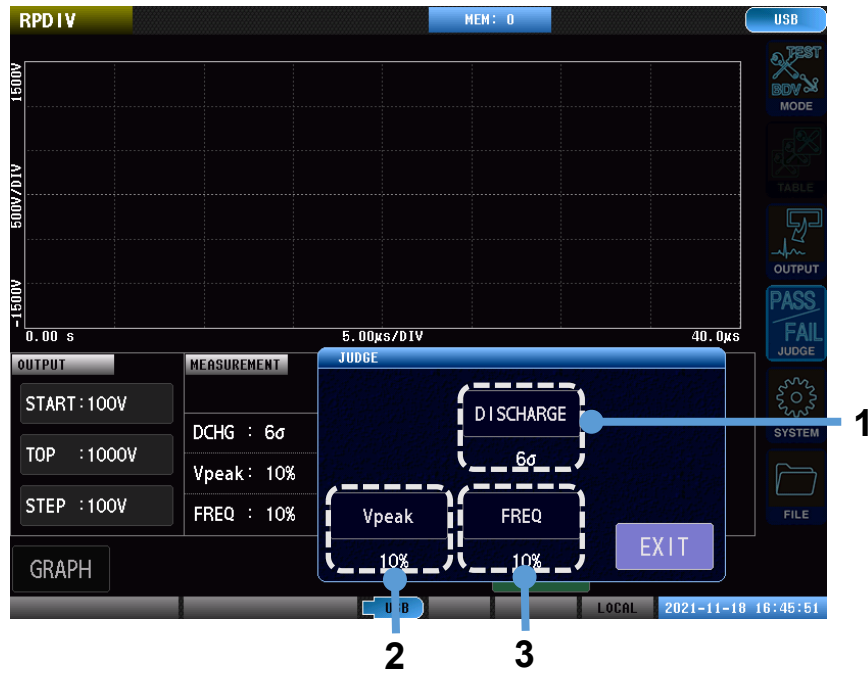 RPDIV
MEM: 0
USB
1500V
500V/DIV
-1500V
0.00 s
5.00µs/DIV
40.0µs
TEST
BDV
MODE
TABLE
OUTPUT
PASS
FAIL
JUDGE
SYSTEM
FILE
OUTPUT
START:100V
TOP :1000V
STEP :100V
MEASUREMENT
DCHG : 6σ
Vpeak: 10%
FREQ : 10%
JUDGE
DISCHARGE
6σ
Vpeak
10%
FREQ
10%
EXIT
1
GRAPH
USB
LOCAL
2021-11-18 16:45:51
2
3